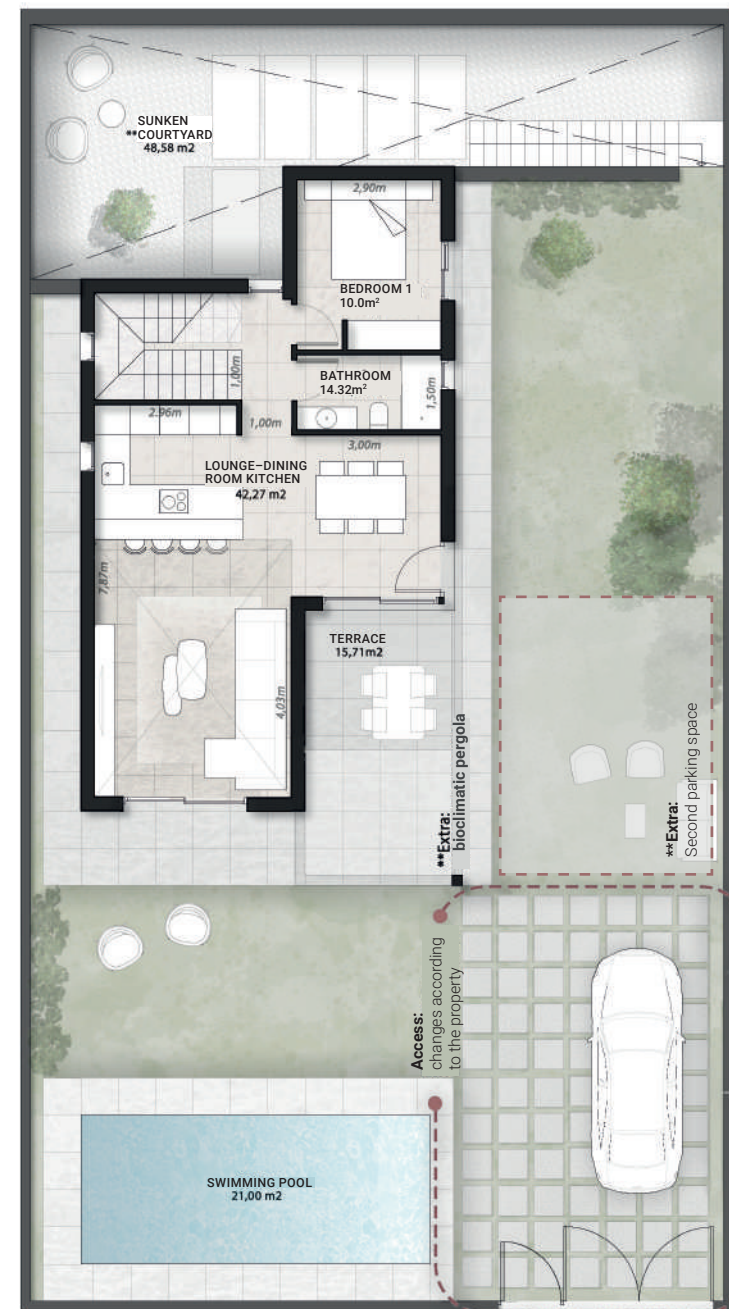 SUNKEN
**COURTYARD
48,58 m2
2,90m
BEDROOM 1
10.0m²
1,00m
BATHROOM
14.32m²
1,50m
2.96m
1,00m
3,00m
LOUNGE–DINING
ROOM KITCHEN
42,27 m2
7,87m
TERRACE
15,71m2
4,03m
**Extra:
bioclimatic pergola
**Extra:
Second parking space
Access:
changes according
to the property
SWIMMING POOL
21,00 m2